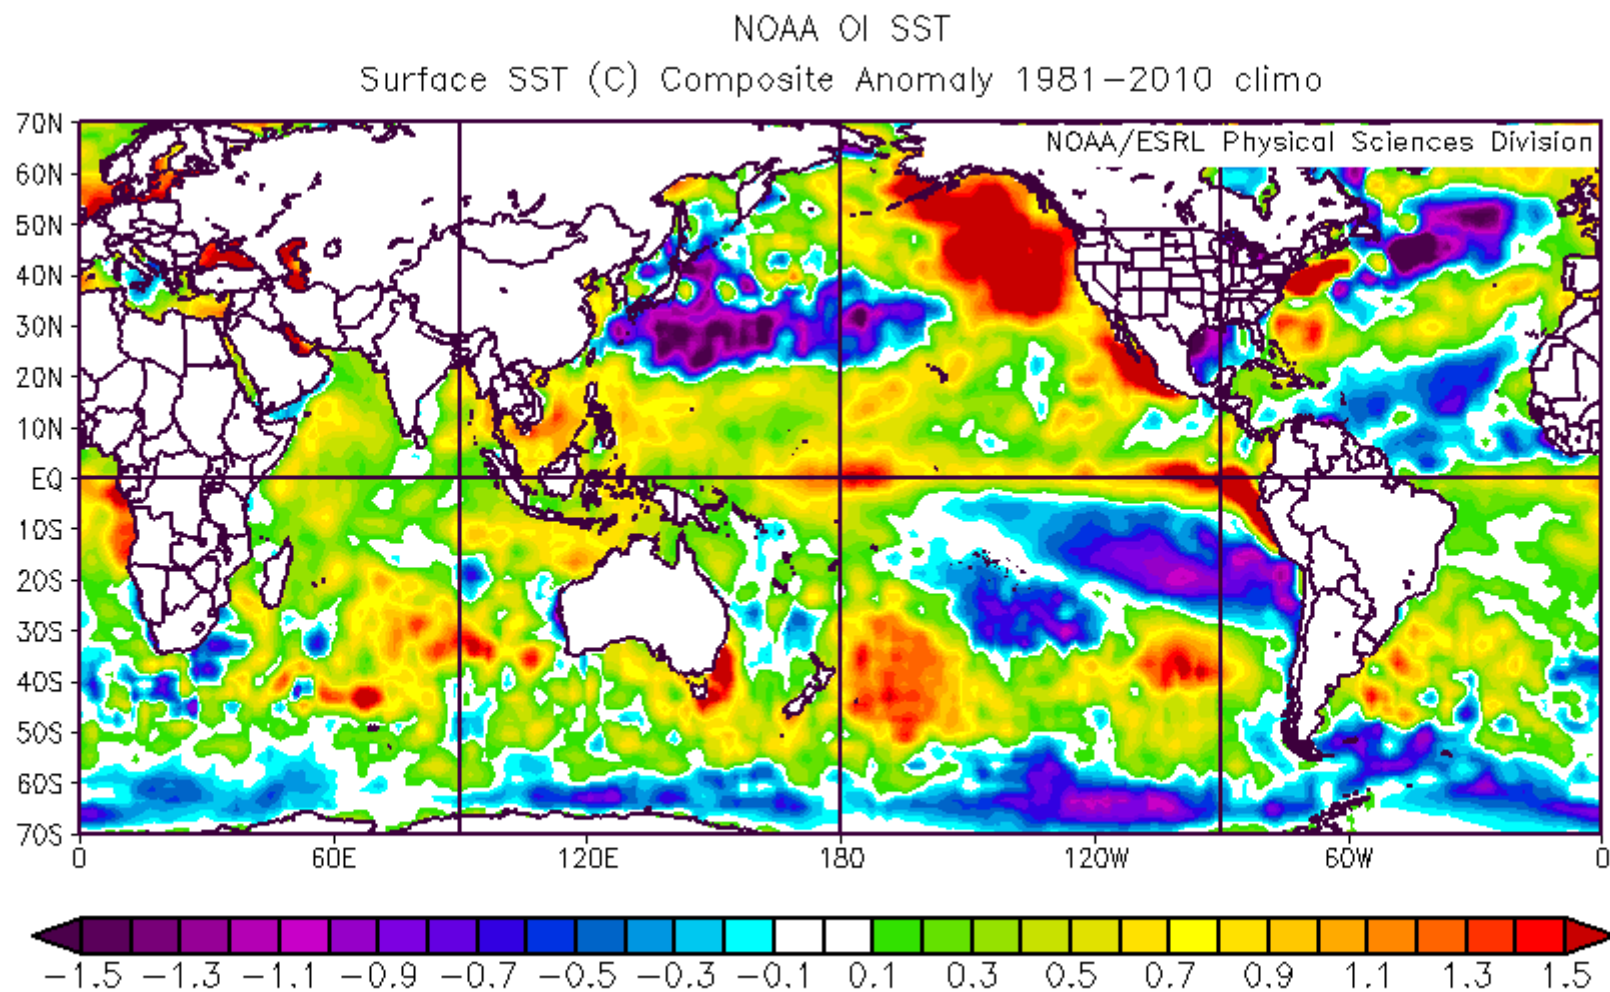 NOAA OI SST
Surface SST (C) Composite Anomaly 1981-2010 climo
NOAA/ESRL Physical Sciences Division
70N
60N
50N
40N
30N
20N
10N
EQ
10S
20S
30S
40S
50S
60S
70S
0 60E 120E 180 120W 60W 0
-1.5 -1.3 -1.1 -0.9 -0.7 -0.5 -0.3 -0.1 0.1 0.3 0.5 0.7 0.9 1.1 1.3 1.5